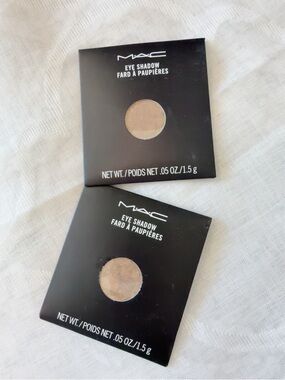 MAC
EYE SHADOW
FARD À PAUPIÈRES
NET WT./POIDS NET .05 OZ./1.5 g
MAC
EYE SHADOW
FARD À PAUPIÈRES
NET WT./POIDS NET .05 OZ./1.5 g